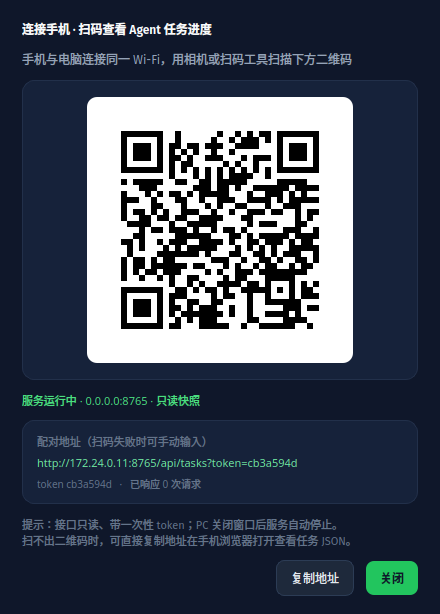 连接手机 · 扫码查看 Agent 任务进度
手机与电脑连接同一 Wi-Fi，用相机或扫码工具扫描下方二维码
服务运行中 · 0.0.0.0:8765 · 只读快照
配对地址（扫码失败时可手动输入）
http://172.24.0.11:8765/api/tasks?token=cb3a594d
token cb3a594d · 已响应 0 次请求
提示：接口只读、带一次性 token；PC 关闭窗口后服务自动停止。
扫不出二维码时，可直接复制地址在手机浏览器打开查看任务 JSON。
复制地址 关闭